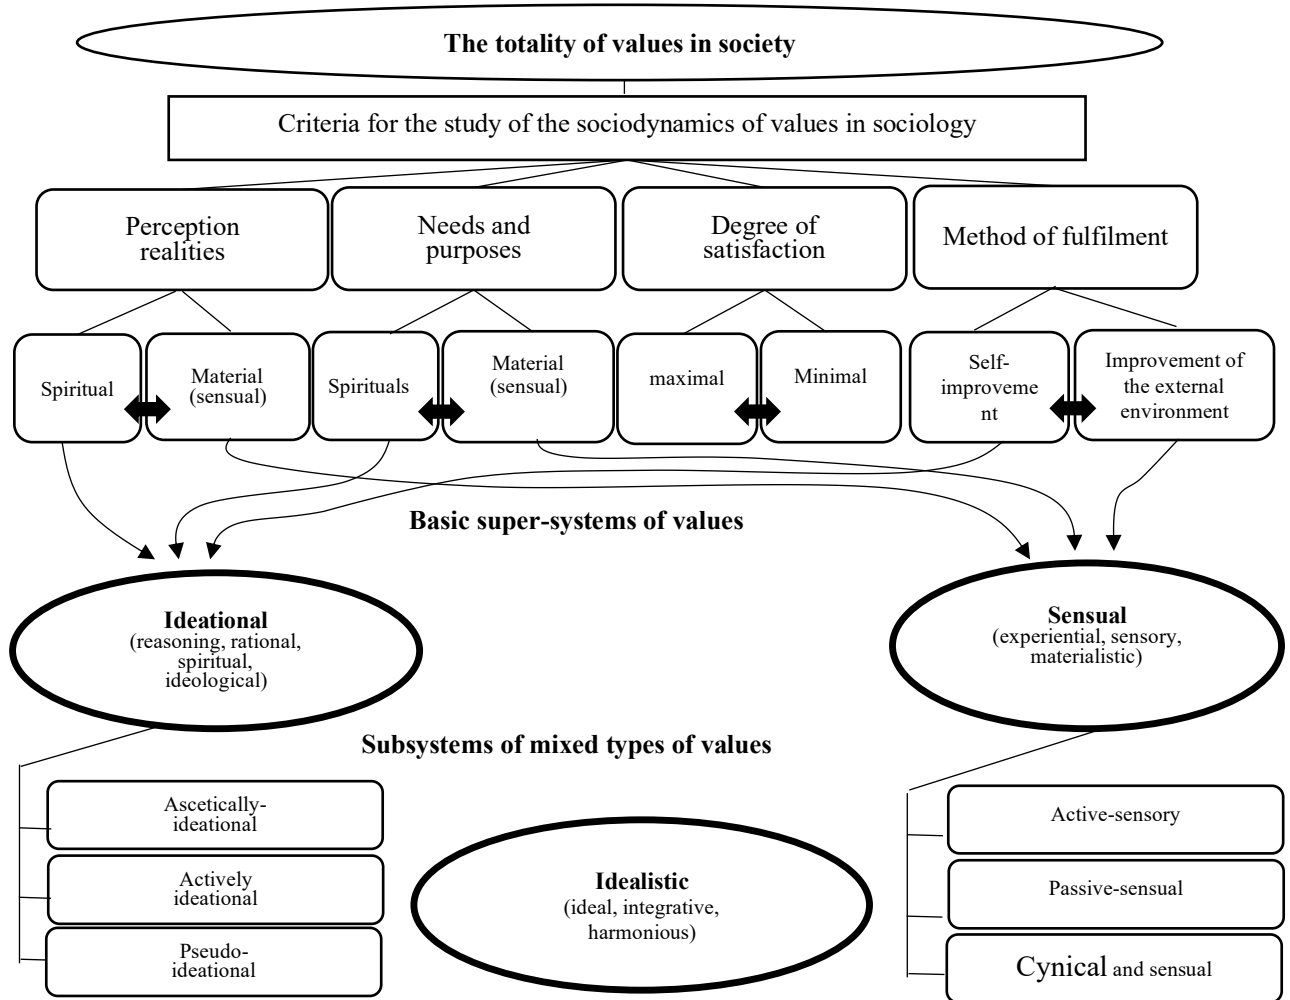 The totality of values in society
Criteria for the study of the sociodynamics of values in sociology
Perception
realities
Needs and
purposes
Degree of
satisfaction
Method of fulfilment
Spiritual
Material
(sensual)
Spirituals
Material
(sensual)
maximal
Minimal
Self-
improveme
nt
Improvement of
the external
environment
Basic super-systems of values
Ideational
(reasoning, rational,
spiritual,
ideological)
Sensual
(experiential, sensory,
materialistic)
Subsystems of mixed types of values
Ascetically-
ideational
Actively
ideational
Pseudo-
ideational
Idealistic
(ideal, integrative,
harmonious)
Active-sensory
Passive-sensual
Cynical and sensual